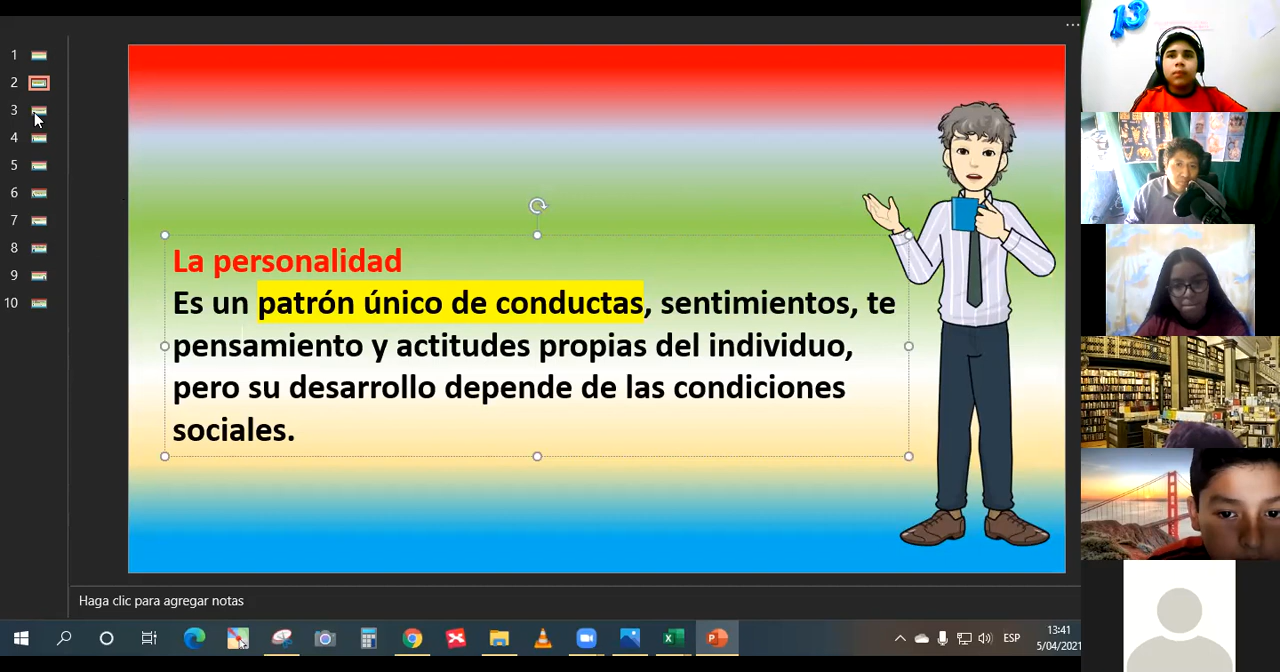 1
2
3
4
5
6
7
8
9
10
La personalidad
Es un patrón único de conductas, sentimientos, te
pensamiento y actitudes propias del individuo,
pero su desarrollo depende de las condiciones
sociales.
Haga clic para agregar notas
ESP
13:41
5/04/2021
13